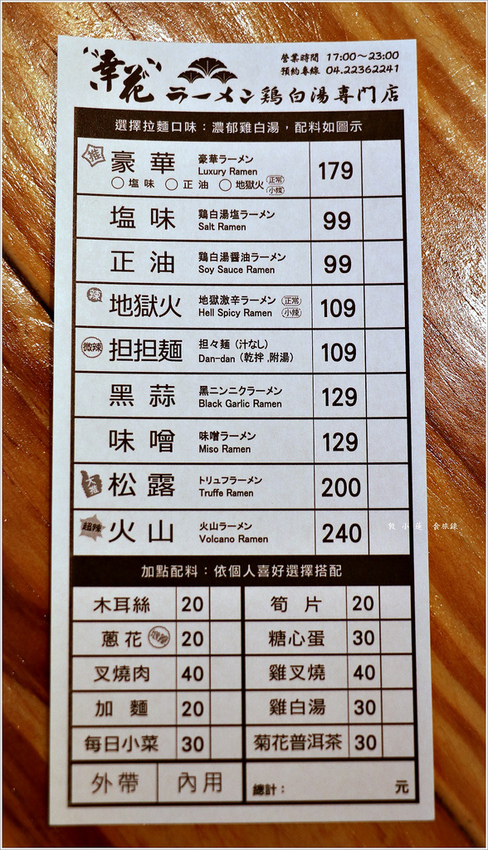 幸花
營業時間 17:00～23:00
預約專線 04.22362241
ラーメン鶏白湯専門店
選擇拉麵口味：濃郁雞白湯，配料如圖示
推 豪華 豪華ラーメン 179
Luxury Ramen
塩味 正油 地獄火 正常 小辣
塩味 鶏白湯塩ラーメン 99
Salt Ramen
正油 鶏白湯醤油ラーメン 99
Soy Sauce Ramen
辣 地獄火 地獄激辛ラーメン 正常 109
Hell Spicy Ramen 小辣
微辣 担担麵 担々麺（汁なし） 109
Dan-dan（乾拌,附湯）
黑蒜 黒ニンニクラーメン 129
Black Garlic Ramen
味噌 味噌ラーメン 129
Miso Ramen
大推 松露 トリュフラーメン 200
Truffe Ramen
超辣 火山 火山ラーメン 240
Volcano Ramen
加點配料：依個人喜好選擇搭配
木耳絲 20 筍片 20
蔥花 20 糖心蛋 30
叉燒肉 40 雞叉燒 40
加麵 20 雞白湯 30
每日小菜 30 菊花普洱茶 30
外帶 內用 總計： 元